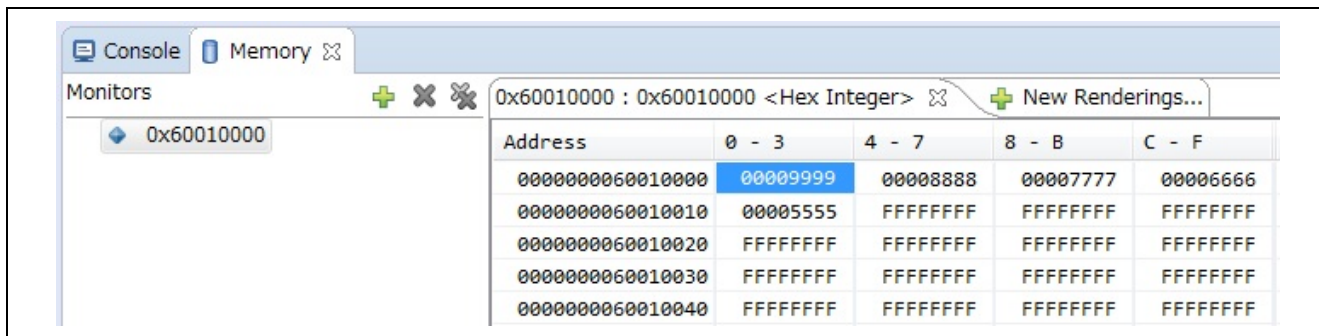 Console Memory
Monitors
0x60010000
0x60010000 : 0x60010000 <Hex Integer> New Renderings...
Address 0 - 3 4 - 7 8 - B C - F
0000000060010000 00009999 00008888 00007777 00006666
0000000060010010 00005555 FFFFFFFF FFFFFFFF FFFFFFFF
0000000060010020 FFFFFFFF FFFFFFFF FFFFFFFF FFFFFFFF
0000000060010030 FFFFFFFF FFFFFFFF FFFFFFFF FFFFFFFF
0000000060010040 FFFFFFFF FFFFFFFF FFFFFFFF FFFFFFFF